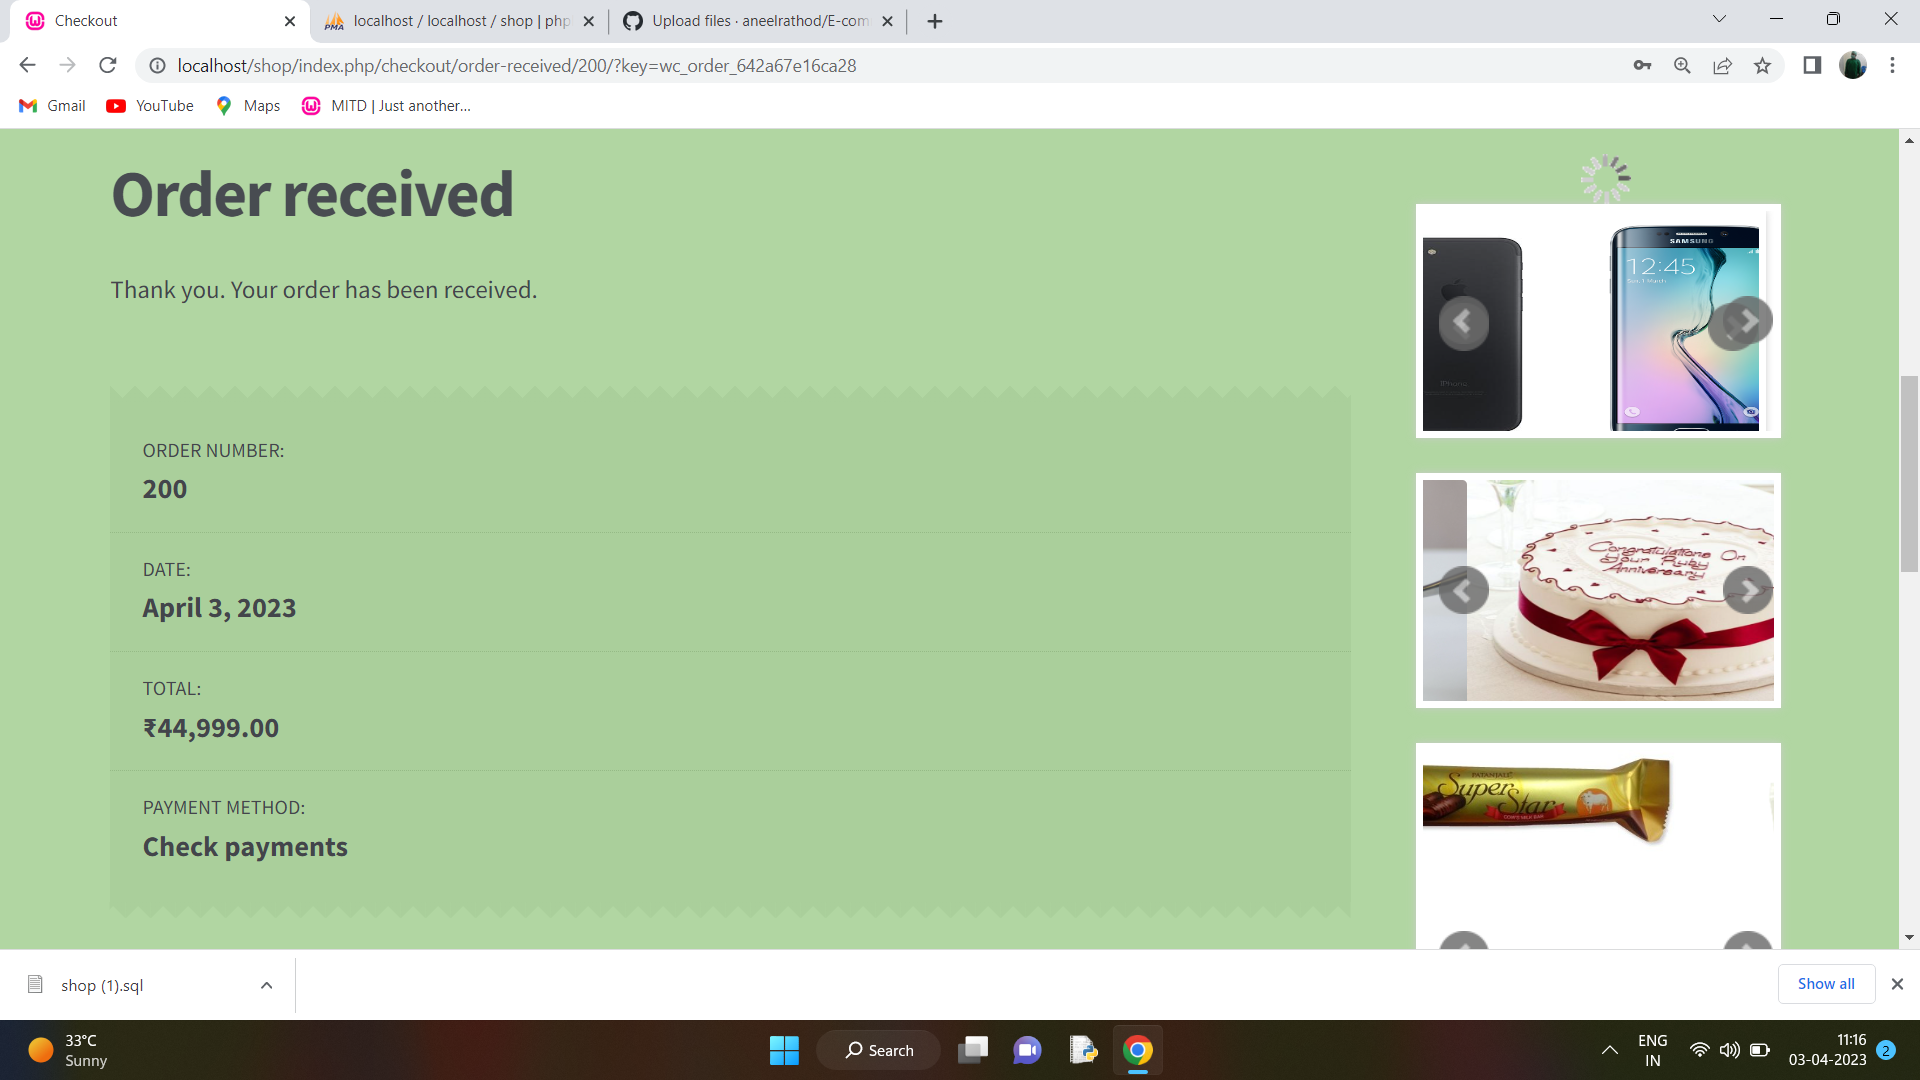 Checkout
localhost / localhost / shop | php
Upload files · aneelrathod/E-com
localhost/shop/index.php/checkout/order-received/200/?key=wc_order_642a67e16ca28
Gmail
YouTube
Maps
MITD | Just another...
Order received
Thank you. Your order has been received.
ORDER NUMBER:
200
DATE:
April 3, 2023
TOTAL:
₹44,999.00
PAYMENT METHOD:
Check payments
SAMSUNG
12:45
iPhone
Congratulations On
Your Ruby
Anniversary
PATANJALI
Super
Star
shop (1).sql
Show all
33°C
Sunny
Search
ENG
IN
11:16
03-04-2023
2